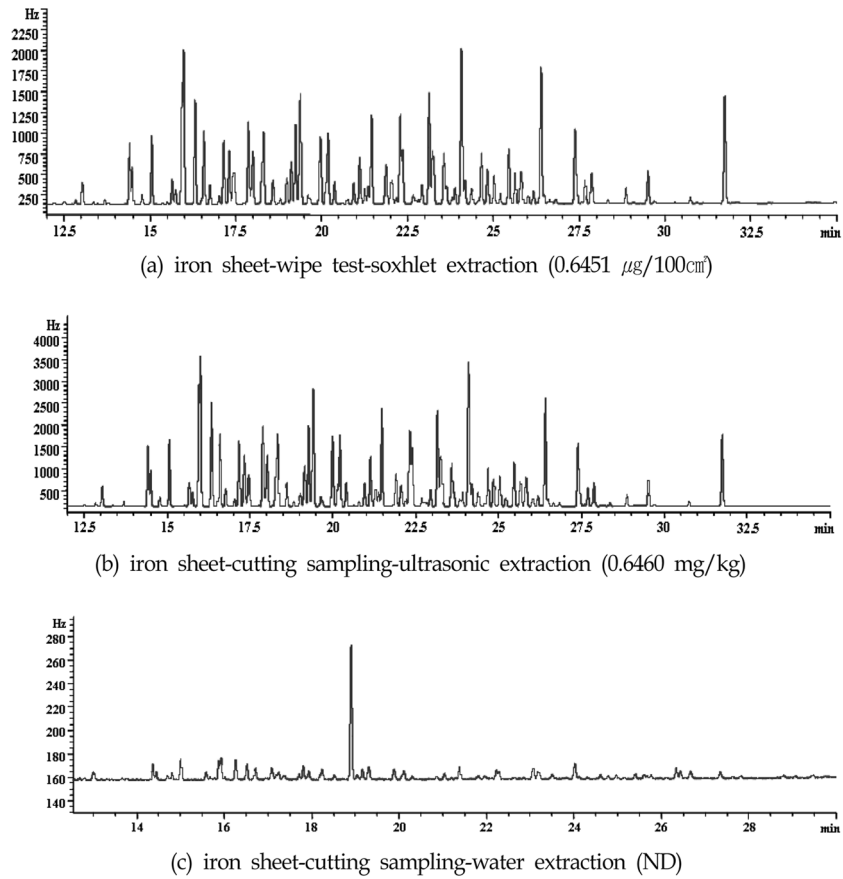 Hz
2250
2000
1750
1500
1250
1000
750
500
250
12.5 15 17.5 20 22.5 25 27.5 30 32.5 min
(a) iron sheet-wipe test-soxhlet extraction (0.6451 ㎍/100㎠)
Hz
4000
3500
3000
2500
2000
1500
1000
500
12.5 15 17.5 20 22.5 25 27.5 30 32.5 min
(b) iron sheet-cutting sampling-ultrasonic extraction (0.6460 mg/kg)
Hz
280
260
240
220
200
180
160
140
14 16 18 20 22 24 26 28 min
(c) iron sheet-cutting sampling-water extraction (ND)